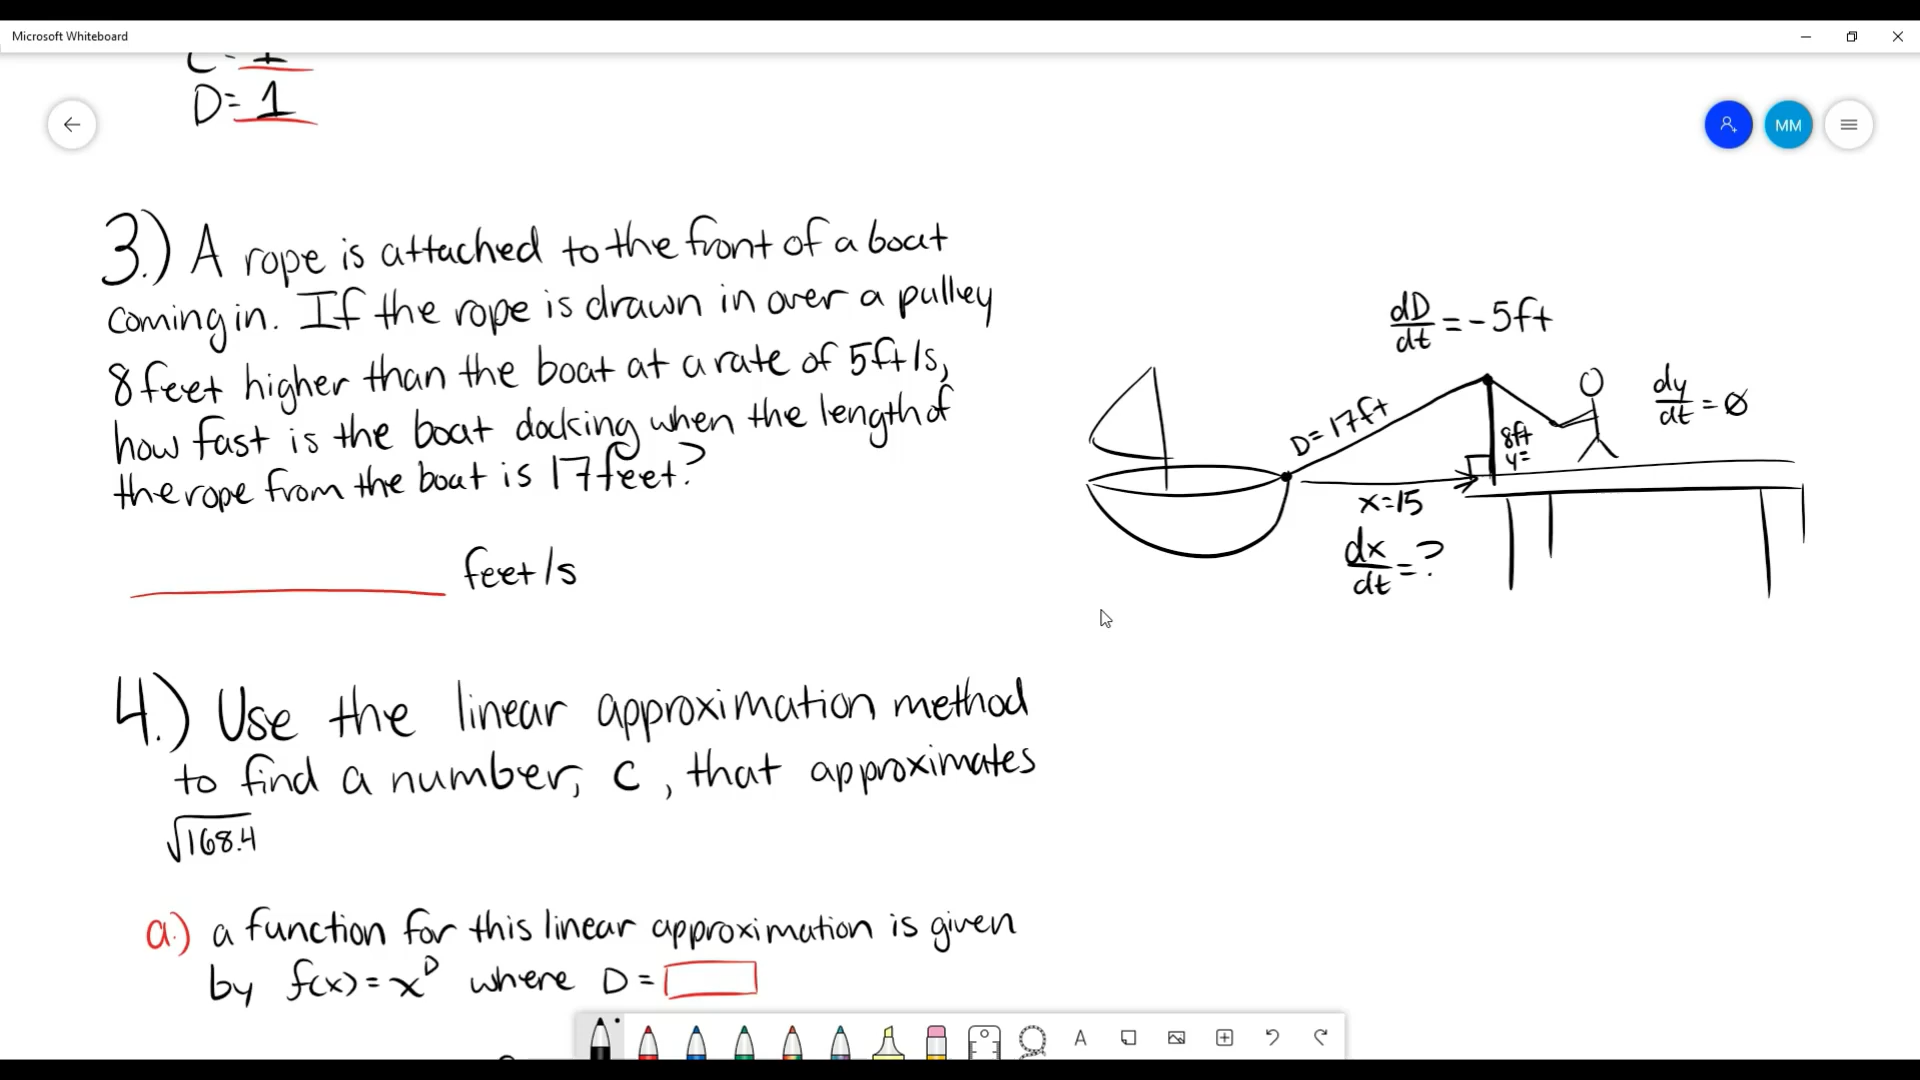 Microsoft Whiteboard
C= 1
D= 1
MM
3.) A rope is attached to the front of a boat
coming in. If the rope is drawn in over a pulley
8 feet higher than the boat at a rate of 5ft/s,
how fast is the boat docking when the length of
the rope from the boat is 17 feet?
feet/s
dD/dt = -5ft
D= 17ft
8ft
y=
dy/dt = ∅
x=15
dx/dt = ?
4.) Use the linear approximation method
to find a number, C, that approximates
√168.4
a.) a function for this linear approximation is given
by f(x) = x^D where D =
A